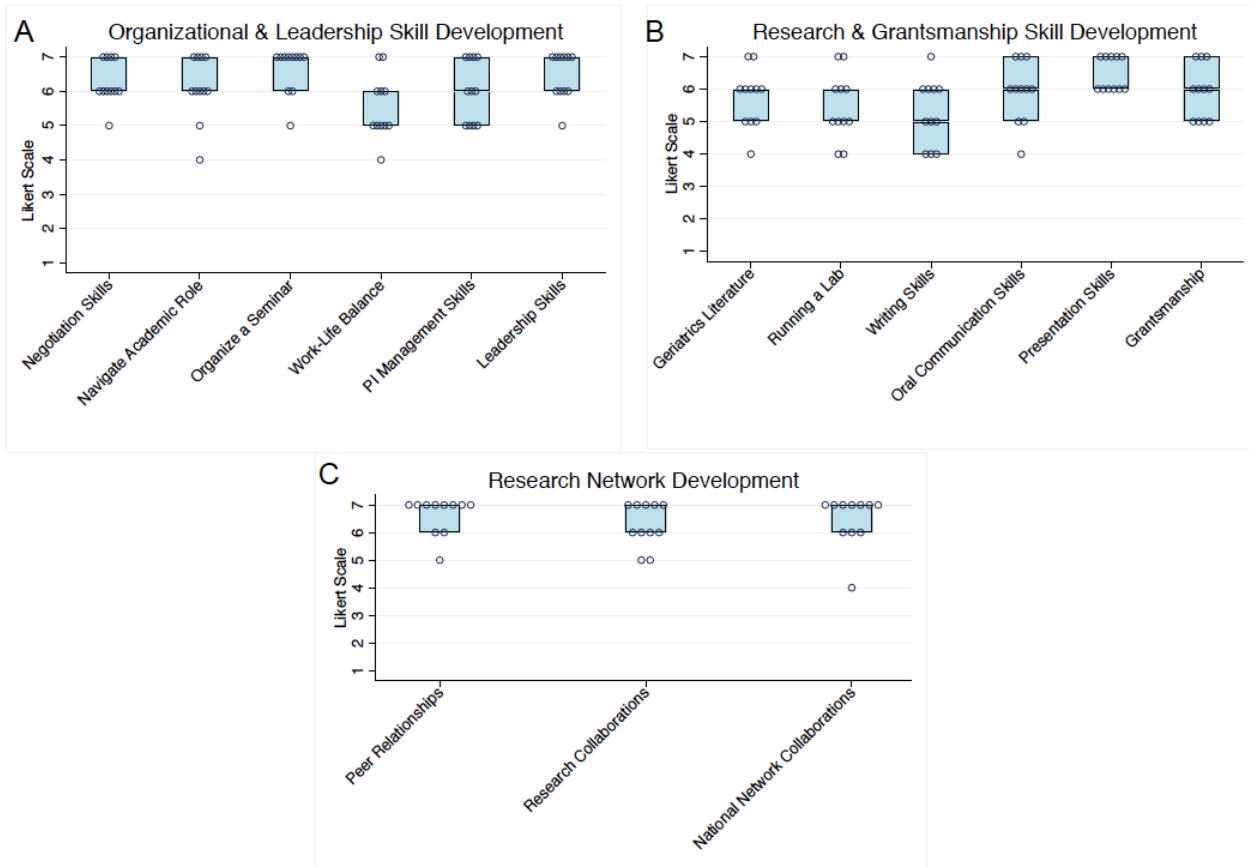 A
Organizational & Leadership Skill Development
Likert Scale
7
6
5
4
3
2
1
Negotiation Skills
Navigate Academic Role
Organize a Seminar
Work-Life Balance
PI Management Skills
Leadership Skills
B
Research & Grantsmanship Skill Development
Likert Scale
7
6
5
4
3
2
1
Geriatrics Literature
Running a Lab
Writing Skills
Oral Communication Skills
Presentation Skills
Grantsmanship
C
Research Network Development
Likert Scale
7
6
5
4
3
2
1
Peer Relationships
Research Collaborations
National Network Collaborations